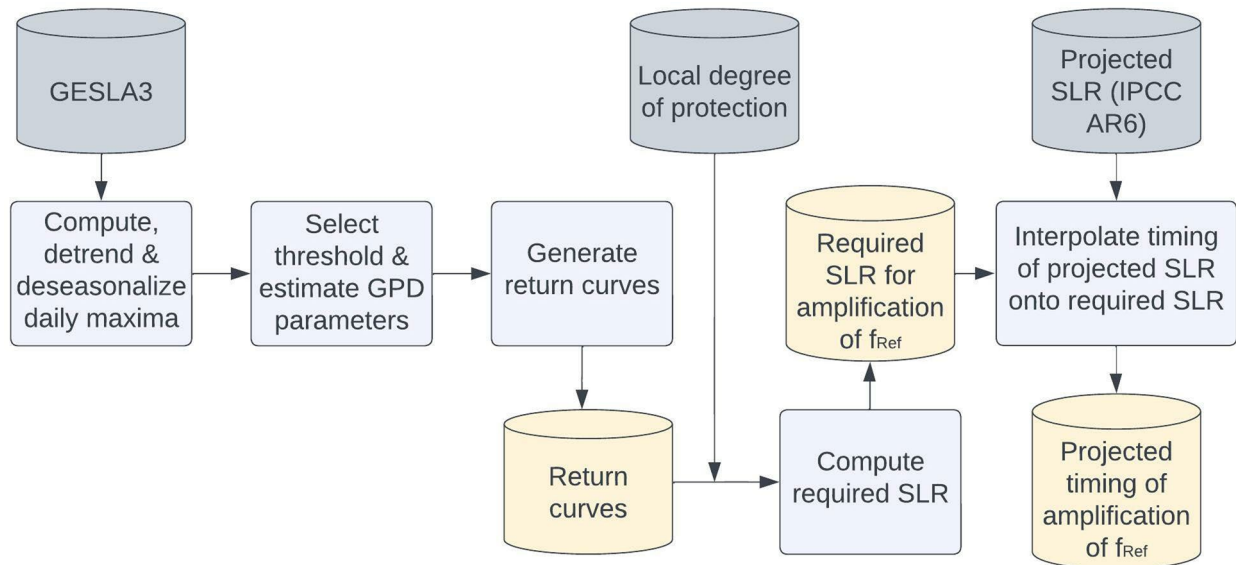 GESLA3
Local degree
of protection
Projected
SLR (IPCC
AR6)
Compute,
detrend &
deseasonalize
daily maxima
Select
threshold &
estimate GPD
parameters
Generate
return curves
Required
SLR for
amplification
of fRef
Interpolate timing
of projected SLR
onto required SLR
Return
curves
Compute
required SLR
Projected
timing of
amplification
of fRef